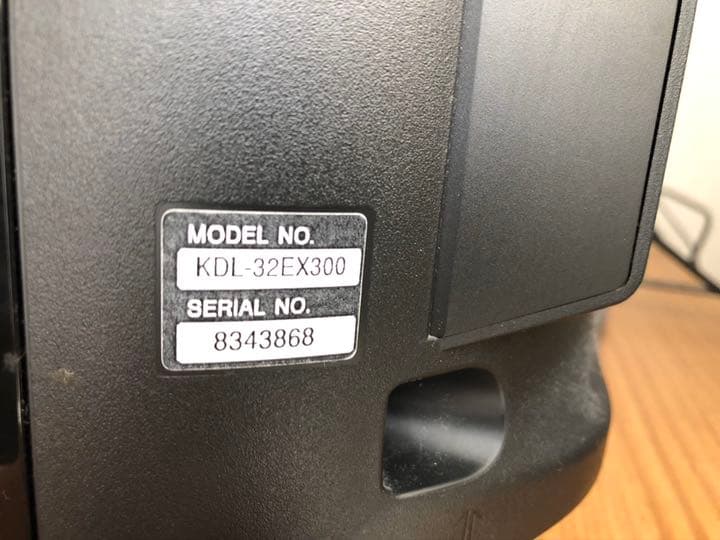 MODEL NO.
KDL-32EX300
SERIAL NO.
8343868